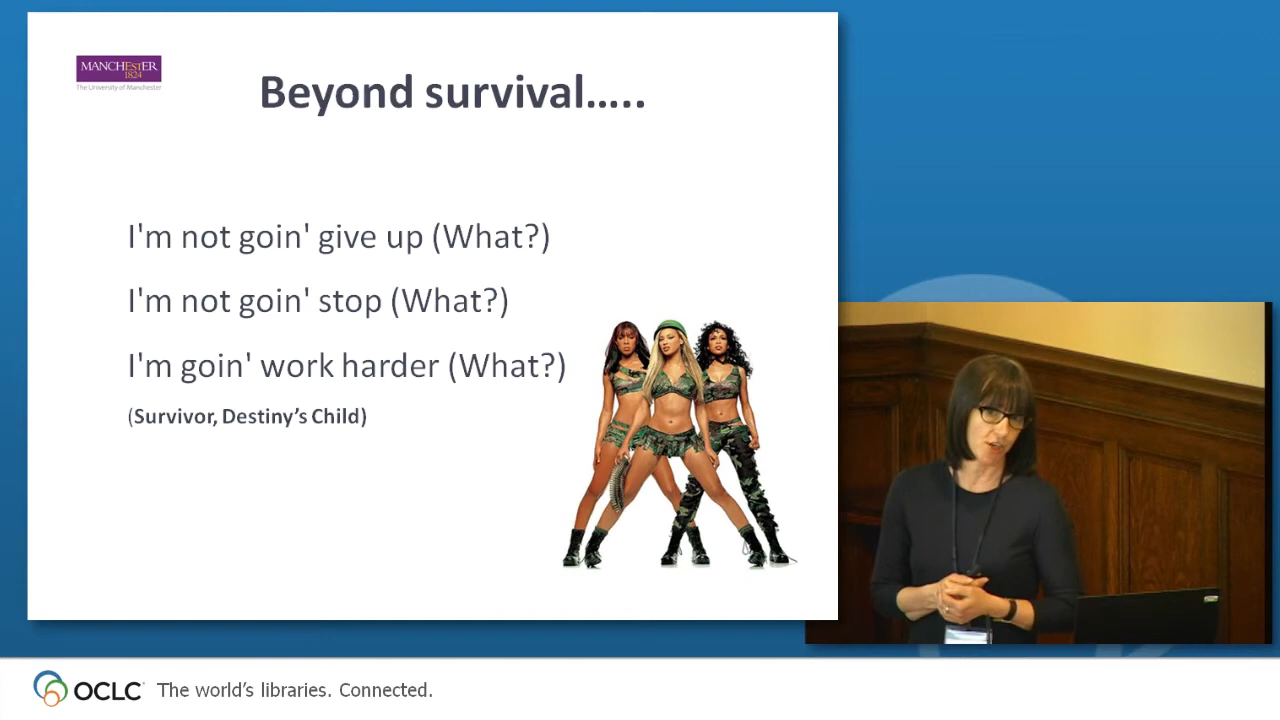 MANCHESTER
1824
The University of Manchester
Beyond survival…..
I'm not goin' give up (What?)
I'm not goin' stop (What?)
I'm goin' work harder (What?)
(Survivor, Destiny's Child)
OCLC The world's libraries. Connected.